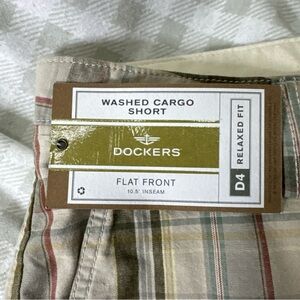 WASHED CARGO
SHORT
DOCKERS
FLAT FRONT
10.5" INSEAM
D4 RELAXED FIT